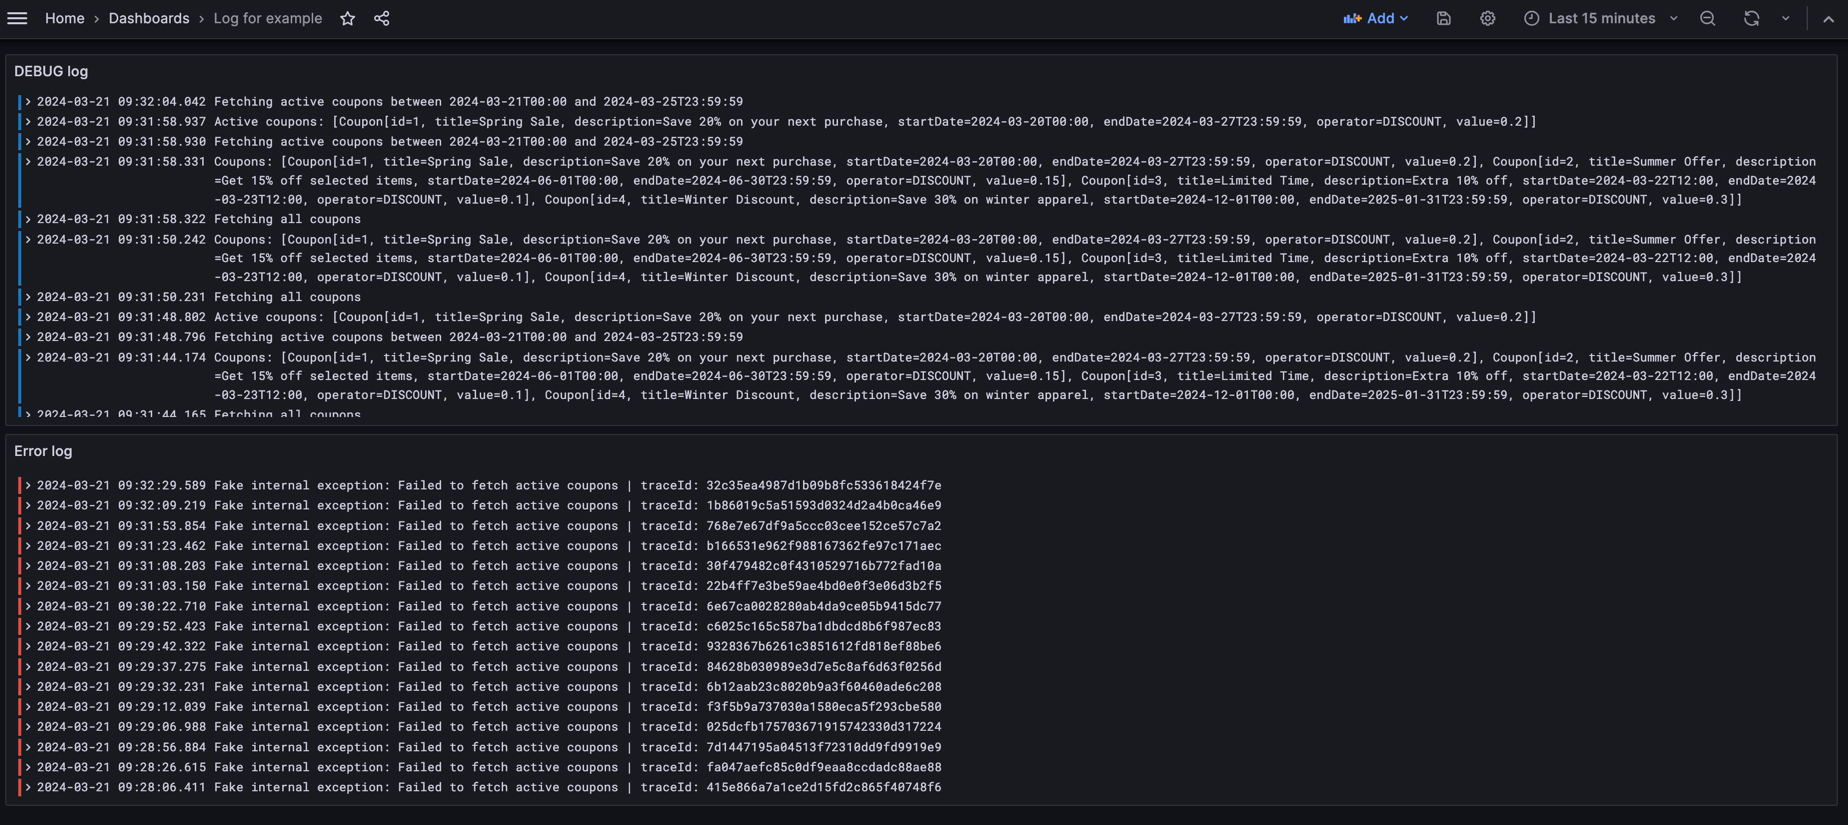 Home › Dashboards › Log for example Add Last 15 minutes
DEBUG log
2024-03-21 09:32:04.042 Fetching active coupons between 2024-03-21T00:00 and 2024-03-25T23:59:59
2024-03-21 09:31:58.937 Active coupons: [Coupon[id=1, title=Spring Sale, description=Save 20% on your next purchase, startDate=2024-03-20T00:00, endDate=2024-03-27T23:59:59, operator=DISCOUNT, value=0.2]]
2024-03-21 09:31:58.930 Fetching active coupons between 2024-03-21T00:00 and 2024-03-25T23:59:59
2024-03-21 09:31:58.331 Coupons: [Coupon[id=1, title=Spring Sale, description=Save 20% on your next purchase, startDate=2024-03-20T00:00, endDate=2024-03-27T23:59:59, operator=DISCOUNT, value=0.2], Coupon[id=2, title=Summer Offer, description
=Get 15% off selected items, startDate=2024-06-01T00:00, endDate=2024-06-30T23:59:59, operator=DISCOUNT, value=0.15], Coupon[id=3, title=Limited Time, description=Extra 10% off, startDate=2024-03-22T12:00, endDate=2024
-03-23T12:00, operator=DISCOUNT, value=0.1], Coupon[id=4, title=Winter Discount, description=Save 30% on winter apparel, startDate=2024-12-01T00:00, endDate=2025-01-31T23:59:59, operator=DISCOUNT, value=0.3]]
2024-03-21 09:31:58.322 Fetching all coupons
2024-03-21 09:31:50.242 Coupons: [Coupon[id=1, title=Spring Sale, description=Save 20% on your next purchase, startDate=2024-03-20T00:00, endDate=2024-03-27T23:59:59, operator=DISCOUNT, value=0.2], Coupon[id=2, title=Summer Offer, description
=Get 15% off selected items, startDate=2024-06-01T00:00, endDate=2024-06-30T23:59:59, operator=DISCOUNT, value=0.15], Coupon[id=3, title=Limited Time, description=Extra 10% off, startDate=2024-03-22T12:00, endDate=2024
-03-23T12:00, operator=DISCOUNT, value=0.1], Coupon[id=4, title=Winter Discount, description=Save 30% on winter apparel, startDate=2024-12-01T00:00, endDate=2025-01-31T23:59:59, operator=DISCOUNT, value=0.3]]
2024-03-21 09:31:50.231 Fetching all coupons
2024-03-21 09:31:48.802 Active coupons: [Coupon[id=1, title=Spring Sale, description=Save 20% on your next purchase, startDate=2024-03-20T00:00, endDate=2024-03-27T23:59:59, operator=DISCOUNT, value=0.2]]
2024-03-21 09:31:48.796 Fetching active coupons between 2024-03-21T00:00 and 2024-03-25T23:59:59
2024-03-21 09:31:44.174 Coupons: [Coupon[id=1, title=Spring Sale, description=Save 20% on your next purchase, startDate=2024-03-20T00:00, endDate=2024-03-27T23:59:59, operator=DISCOUNT, value=0.2], Coupon[id=2, title=Summer Offer, description
=Get 15% off selected items, startDate=2024-06-01T00:00, endDate=2024-06-30T23:59:59, operator=DISCOUNT, value=0.15], Coupon[id=3, title=Limited Time, description=Extra 10% off, startDate=2024-03-22T12:00, endDate=2024
-03-23T12:00, operator=DISCOUNT, value=0.1], Coupon[id=4, title=Winter Discount, description=Save 30% on winter apparel, startDate=2024-12-01T00:00, endDate=2025-01-31T23:59:59, operator=DISCOUNT, value=0.3]]
2024-03-21 09:31:44.165 Fetching all coupons
Error log
2024-03-21 09:32:29.589 Fake internal exception: Failed to fetch active coupons | traceId: 32c35ea4987d1b09b8fc533618424f7e
2024-03-21 09:32:09.219 Fake internal exception: Failed to fetch active coupons | traceId: 1b86019c5a51593d0324d2a4b0ca46e9
2024-03-21 09:31:53.854 Fake internal exception: Failed to fetch active coupons | traceId: 768e7e67df9a5ccc03cee152ce57c7a2
2024-03-21 09:31:23.462 Fake internal exception: Failed to fetch active coupons | traceId: b166531e962f988167362fe97c171aec
2024-03-21 09:31:08.203 Fake internal exception: Failed to fetch active coupons | traceId: 30f479482c0f4310529716b772fad10a
2024-03-21 09:31:03.150 Fake internal exception: Failed to fetch active coupons | traceId: 22b4ff7e3be59ae4bd0e0f3e06d3b2f5
2024-03-21 09:30:22.710 Fake internal exception: Failed to fetch active coupons | traceId: 6e67ca0028280ab4da9ce05b9415dc77
2024-03-21 09:29:52.423 Fake internal exception: Failed to fetch active coupons | traceId: c6025c165c587ba1dbdcd8b6f987ec83
2024-03-21 09:29:42.322 Fake internal exception: Failed to fetch active coupons | traceId: 9328367b6261c3851612fd818ef88be6
2024-03-21 09:29:37.275 Fake internal exception: Failed to fetch active coupons | traceId: 84628b030989e3d7e5c8af6d63f0256d
2024-03-21 09:29:32.231 Fake internal exception: Failed to fetch active coupons | traceId: 6b12aab23c8020b9a3f60460ade6c208
2024-03-21 09:29:12.039 Fake internal exception: Failed to fetch active coupons | traceId: f3f5b9a737030a1580eca5f293cbe580
2024-03-21 09:29:06.988 Fake internal exception: Failed to fetch active coupons | traceId: 025dcfb175703671915742330d317224
2024-03-21 09:28:56.884 Fake internal exception: Failed to fetch active coupons | traceId: 7d1447195a04513f72310dd9fd9919e9
2024-03-21 09:28:26.615 Fake internal exception: Failed to fetch active coupons | traceId: fa047aefc85c0df9eaa8ccdadc88ae88
2024-03-21 09:28:06.411 Fake internal exception: Failed to fetch active coupons | traceId: 415e866a7a1ce2d15fd2c865f40748f6